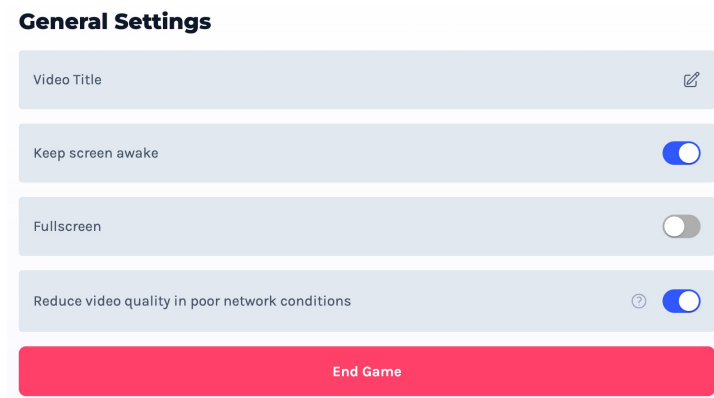 General Settings
Video Title
Keep screen awake
Fullscreen
Reduce video quality in poor network conditions ?
End Game